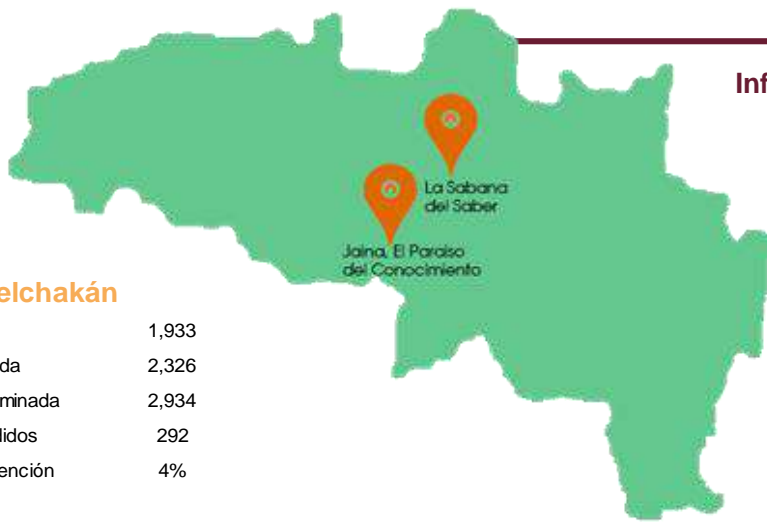 Inf
La Sabana
del Saber
Jaina, El Paraíso
del Conocimiento
elchakán
1,933
da 2,326
minada 2,934
didos 292
ención 4%